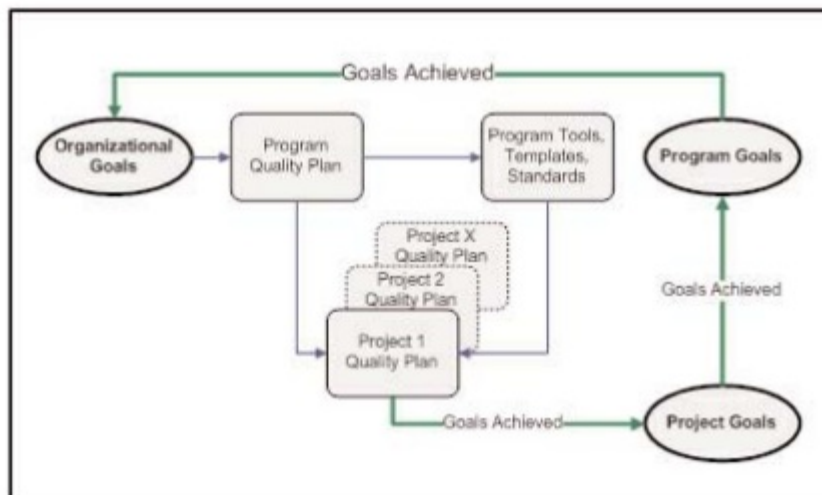 Goals Achieved
Organizational
Goals
Program
Quality Plan
Program Tools,
Templates,
Standards
Program Goals
Project X
Quality Plan
Project 2
Quality Plan
Project 1
Quality Plan
Goals Achieved
Goals Achieved
Project Goals